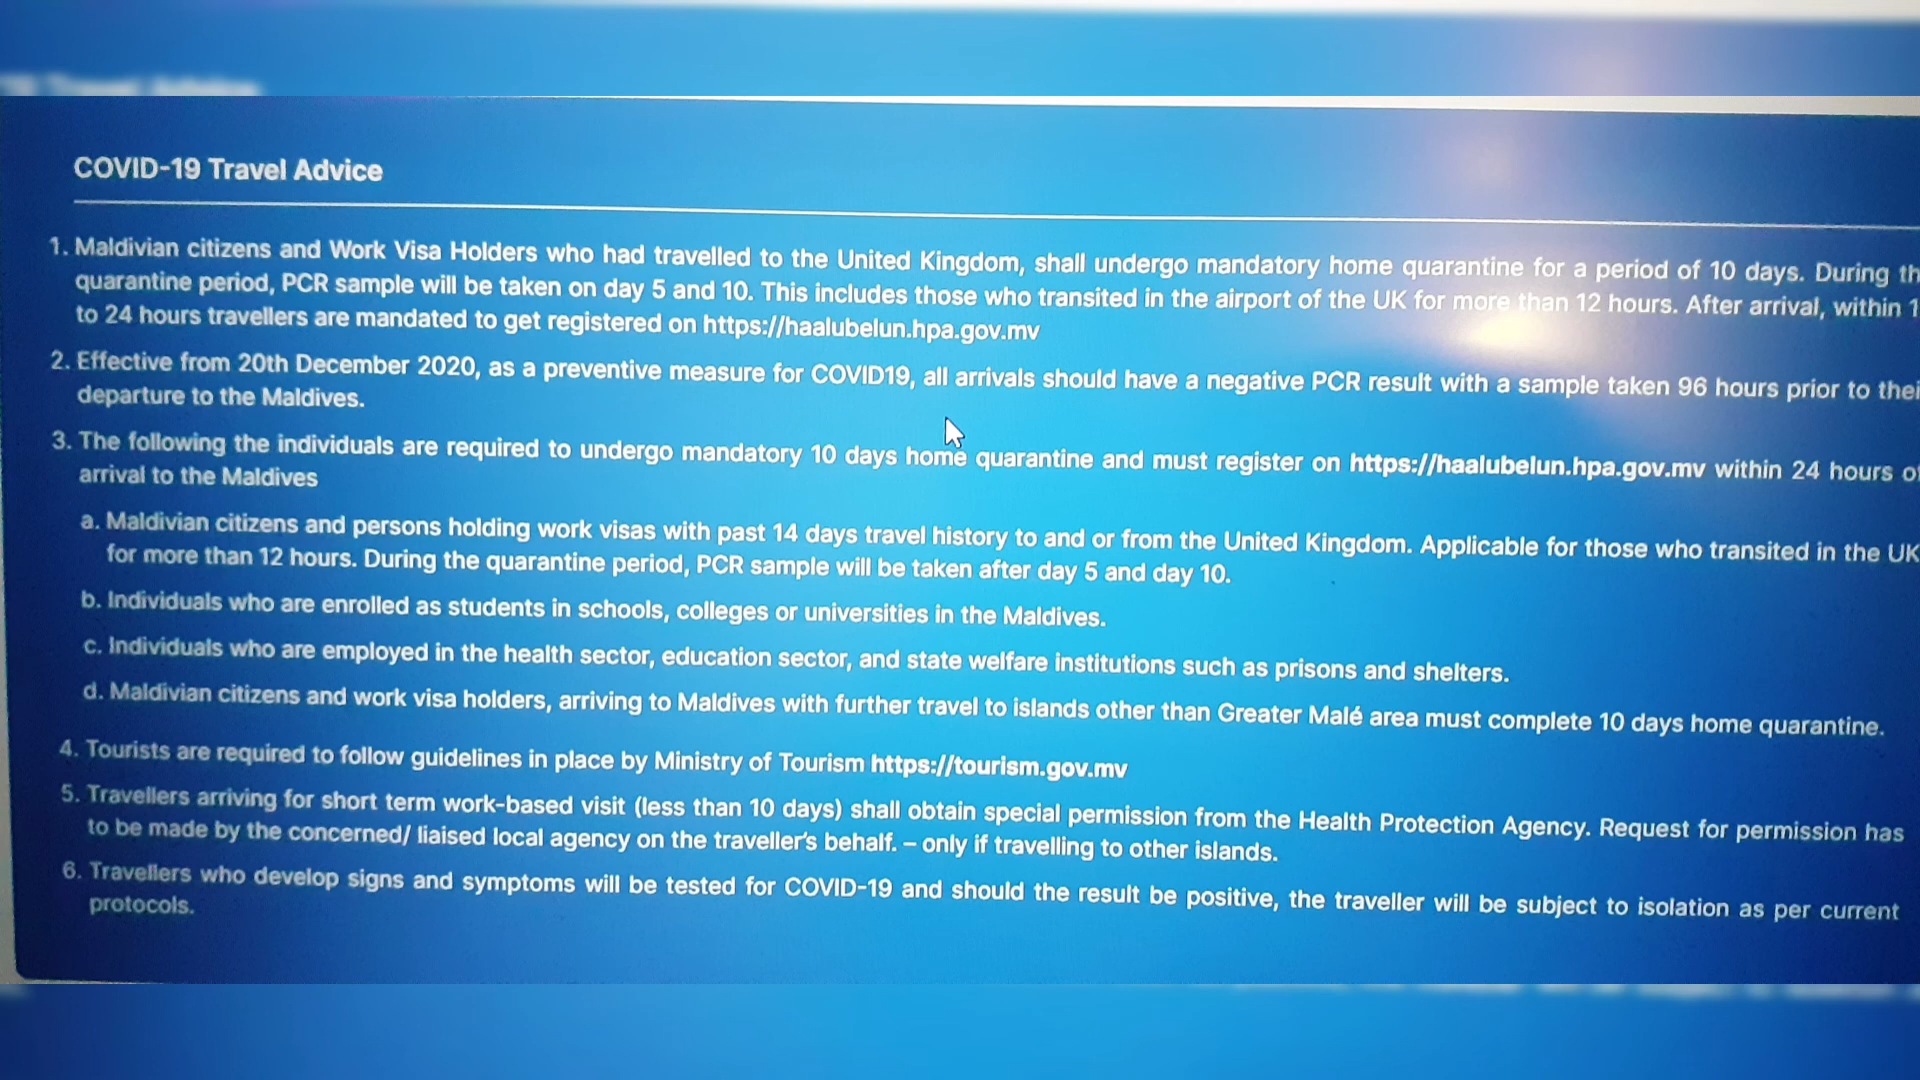 COVID-19 Travel Advice
1. Maldivian citizens and Work Visa Holders who had travelled to the United Kingdom, shall undergo mandatory home quarantine for a period of 10 days. During
quarantine period, PCR sample will be taken on day 5 and 10. This includes those who transited in the airport of the UK for more than 12 hours. After arrival, within
to 24 hours travellers are mandated to get registered on https://haalubelun.hpa.gov.mv
2. Effective from 20th December 2020, as a preventive measure for COVID19, all arrivals should have a negative PCR result with a sample taken 96 hours prior to
departure to the Maldives.
3. The following the individuals are required to undergo mandatory 10 days home quarantine and must register on https://haalubelun.hpa.gov.mv within 24 hours of
arrival to the Maldives
a. Maldivian citizens and persons holding work visas with past 14 days travel history to and or from the United Kingdom. Applicable for those who transited in the UK
for more than 12 hours. During the quarantine period, PCR sample will be taken after day 5 and day 10.
b. Individuals who are enrolled as students in schools, colleges or universities in the Maldives.
c. Individuals who are employed in the health sector, education sector, and state welfare institutions such as prisons and shelters.
d. Maldivian citizens and work visa holders, arriving to Maldives with further travel to islands other than Greater Malé area must complete 10 days home quarantine.
4. Tourists are required to follow guidelines in place by Ministry of Tourism https://tourism.gov.mv
5. Travellers arriving for short term work-based visit (less than 10 days) shall obtain special permission from the Health Protection Agency. Request for permission has
to be made by the concerned/ liaised local agency on the traveller's behalf. – only if travelling to other islands.
6. Travellers who develop signs and symptoms will be tested for COVID-19 and should the result be positive, the traveller will be subject to isolation as per current
protocols.